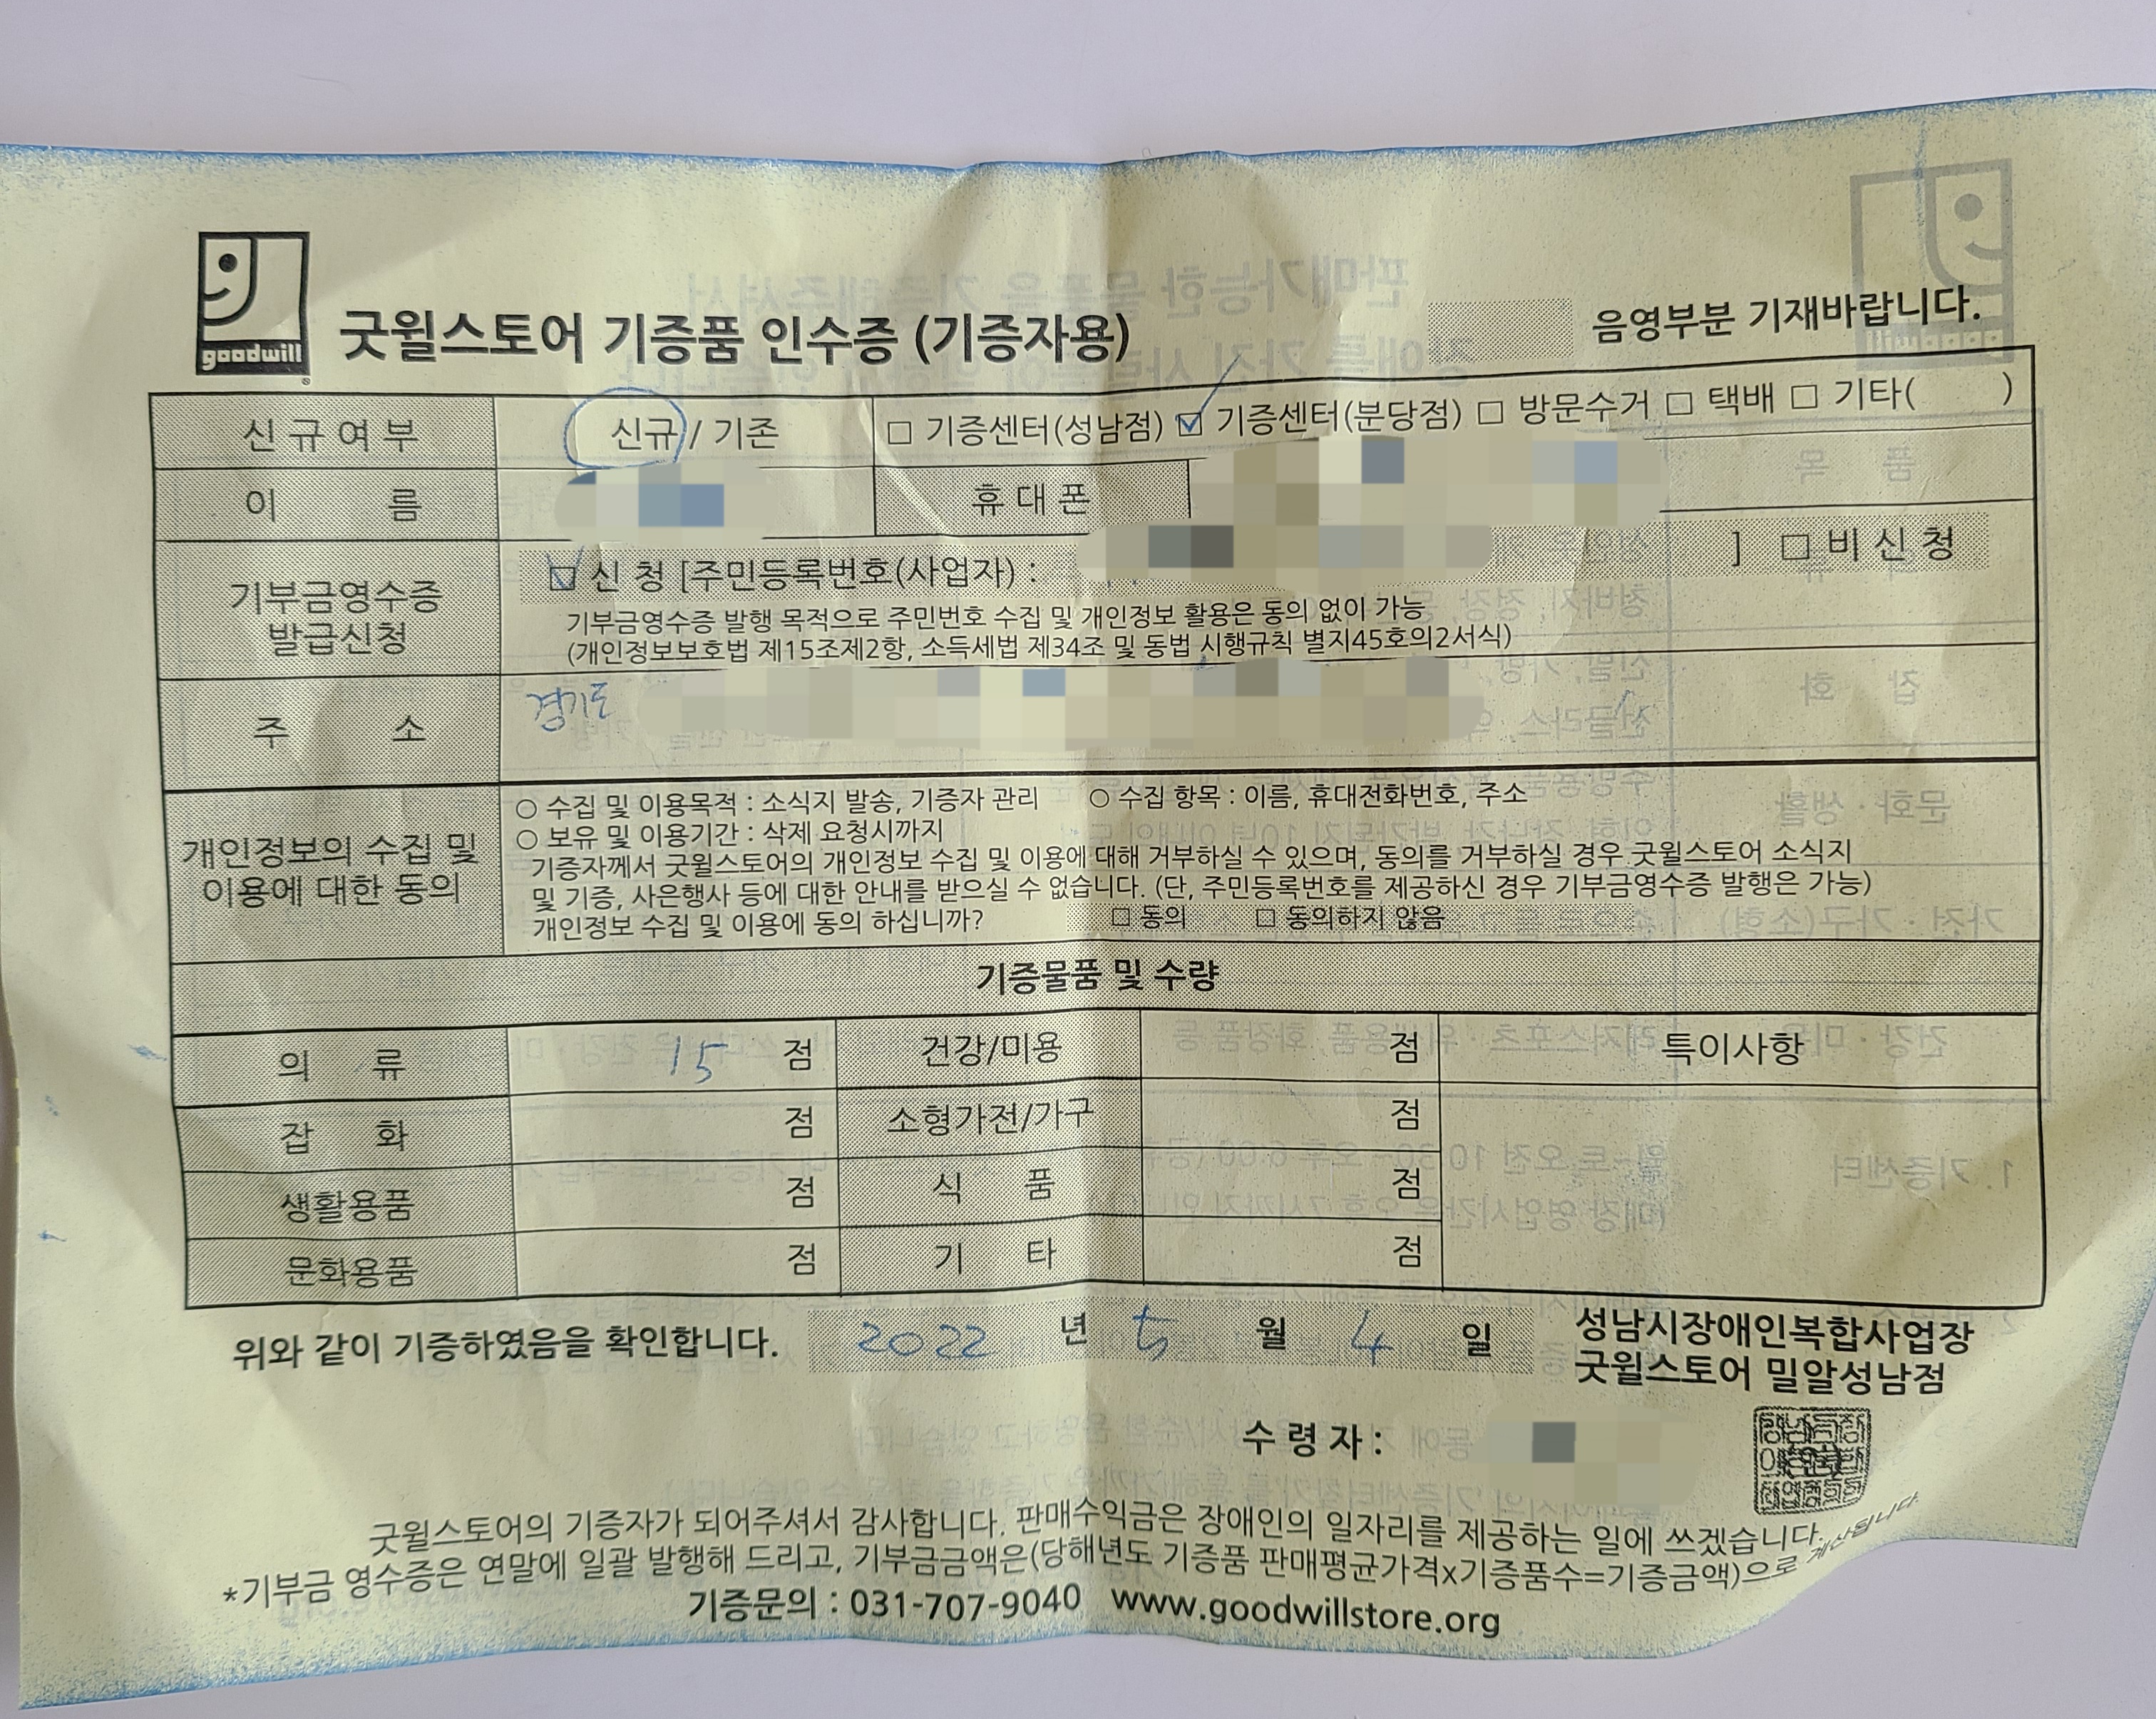 goodwill
굿윌스토어 기증품 인수증 (기증자용)
음영부분 기재바랍니다.
신규여부 신규 / 기존 □ 기증센터(성남점) ☑ 기증센터(분당점) □ 방문수거 □ 택배 □ 기타( )
이 름 휴대폰
기부금영수증 발급신청 ☑ 신 청 [주민등록번호(사업자) : ] □ 비 신 청
기부금영수증 발행 목적으로 주민번호 수집 및 개인정보 활용은 동의 없이 가능
(개인정보보호법 제15조제2항, 소득세법 제34조 및 동법 시행규칙 별지45호의2서식)
주 소 경기도
개인정보의 수집 및 이용에 대한 동의
○ 수집 및 이용목적 : 소식지 발송, 기증자 관리 ○ 수집 항목 : 이름, 휴대전화번호, 주소
○ 보유 및 이용기간 : 삭제 요청시까지
기증자께서 굿윌스토어의 개인정보 수집 및 이용에 대해 거부하실 수 있으며, 동의를 거부하실 경우 굿윌스토어 소식지
및 기증, 사은행사 등에 대한 안내를 받으실 수 없습니다. (단, 주민등록번호를 제공하신 경우 기부금영수증 발행은 가능)
개인정보 수집 및 이용에 동의 하십니까? □ 동의 □ 동의하지 않음
기증물품 및 수량
의 류 15 점 건강/미용 점 특이사항
잡 화 점 소형가전/가구 점
생활용품 점 식 품 점
문화용품 점 기 타 점
위와 같이 기증하였음을 확인합니다. 2022 년 5 월 4 일
성남시장애인복합사업장
굿윌스토어 밀알성남점
수 령 자 :
굿윌스토어의 기증자가 되어주셔서 감사합니다. 판매수익금은 장애인의 일자리를 제공하는 일에 쓰겠습니다.
*기부금 영수증은 연말에 일괄 발행해 드리고, 기부금금액은(당해년도 기증품 판매평균가격x기증품수=기증금액)으로 계산됩니다.
기증문의 : 031-707-9040 www.goodwillstore.org